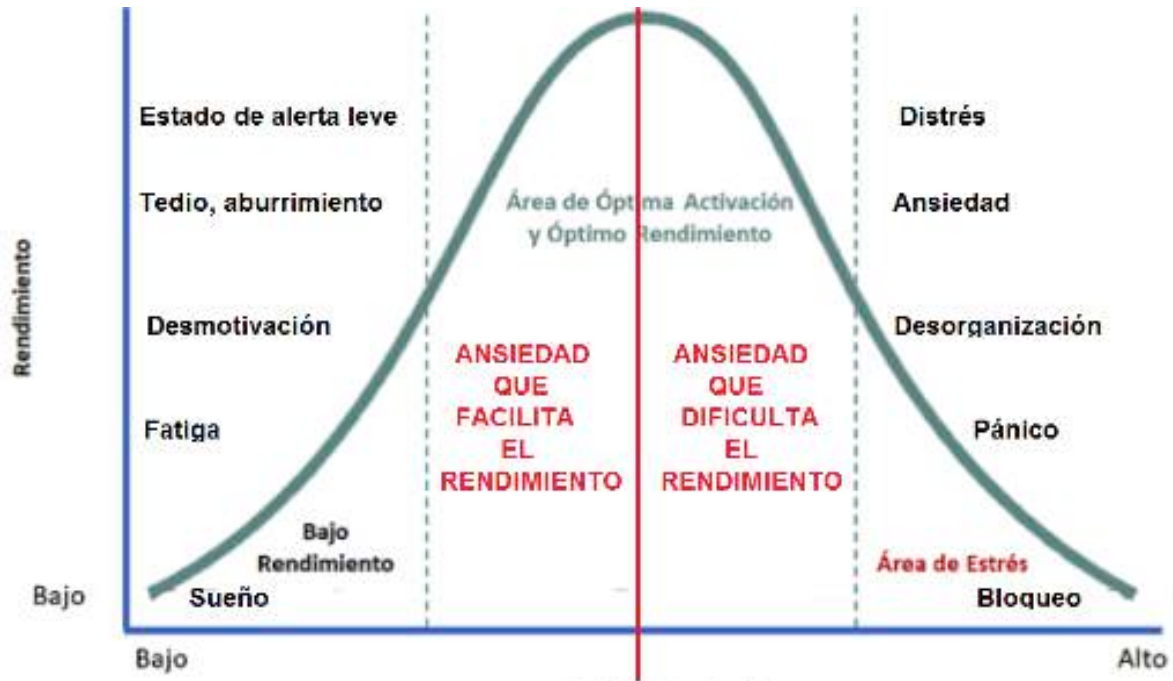 Estado de alerta leve
Tedio, aburrimiento
Desmotivación
Fatiga
Bajo
Rendimiento
Sueño
Área de Óptima Activación
y Óptimo Rendimiento
ANSIEDAD
QUE
FACILITA
EL
RENDIMIENTO
ANSIEDAD
QUE
DIFICULTA
EL
RENDIMIENTO
Distrés
Ansiedad
Desorganización
Pánico
Área de Estrés
Bloqueo
Rendimiento
Bajo
Bajo
Alto